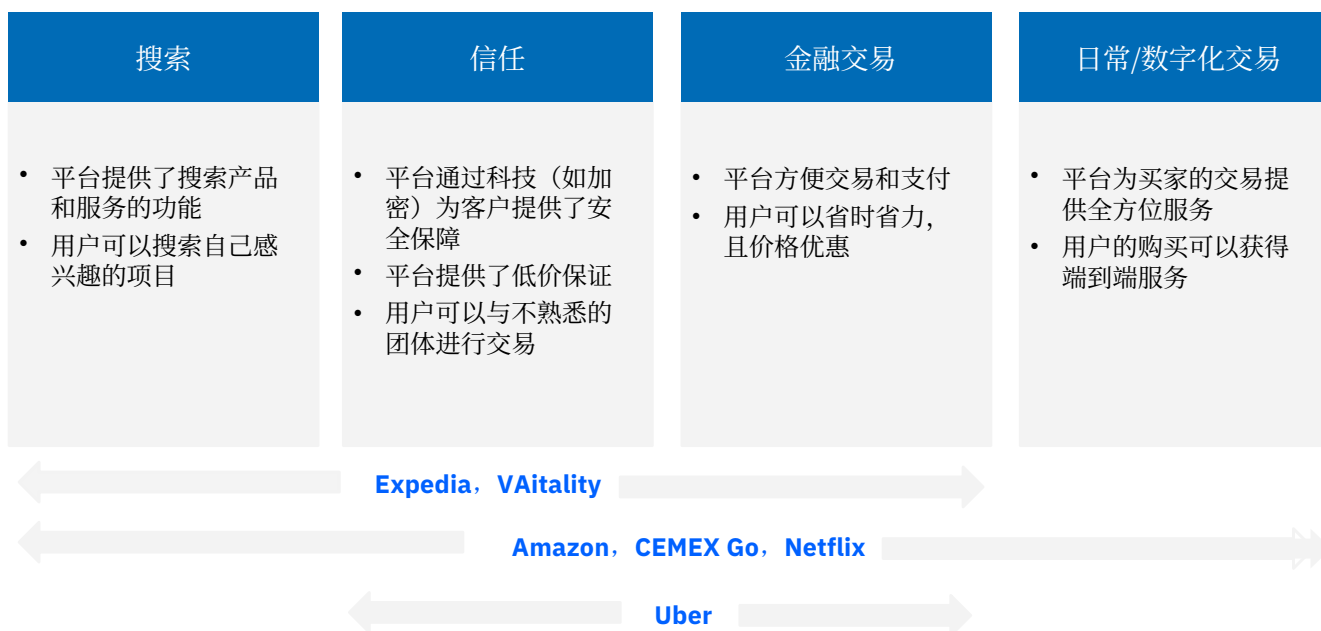 搜索
• 平台提供了搜索产品
和服务的功能
• 用户可以搜索自己感
兴趣的项目
信任
• 平台通过科技（如加
密）为客户提供了安
全保障
• 平台提供了低价保证
• 用户可以与不熟悉的
团体进行交易
金融交易
• 平台方便交易和支付
• 用户可以省时省力，
且价格优惠
日常/数字化交易
• 平台为买家的交易提
供全方位服务
• 用户的购买可以获得
端到端服务
Expedia，VAitality
Amazon，CEMEX Go，Netflix
Uber